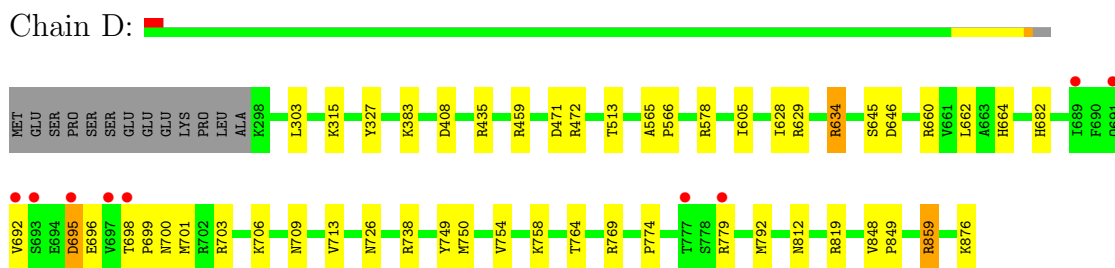 Chain D:
MET GLU SER PRO SER SER GLU GLU LYS PRO LEU ALA K298 L303 K315 Y327 K383 D408 R435 R459 D471 R472 T513 A565 P566 R578 I605 I628 R629 R634 S645 D646 R660 V661 L662 A663 H664 H682 I689 F690
V692 S693 E694 D695 E696 V697 T698 P699 N700 M701 R702 R703 K706 N709 V713 N726 R738 Y749 M750 V754 K758 T764 R769 P774 T777 S778 R779 M792 N812 R819 V848 P849 R859 K876